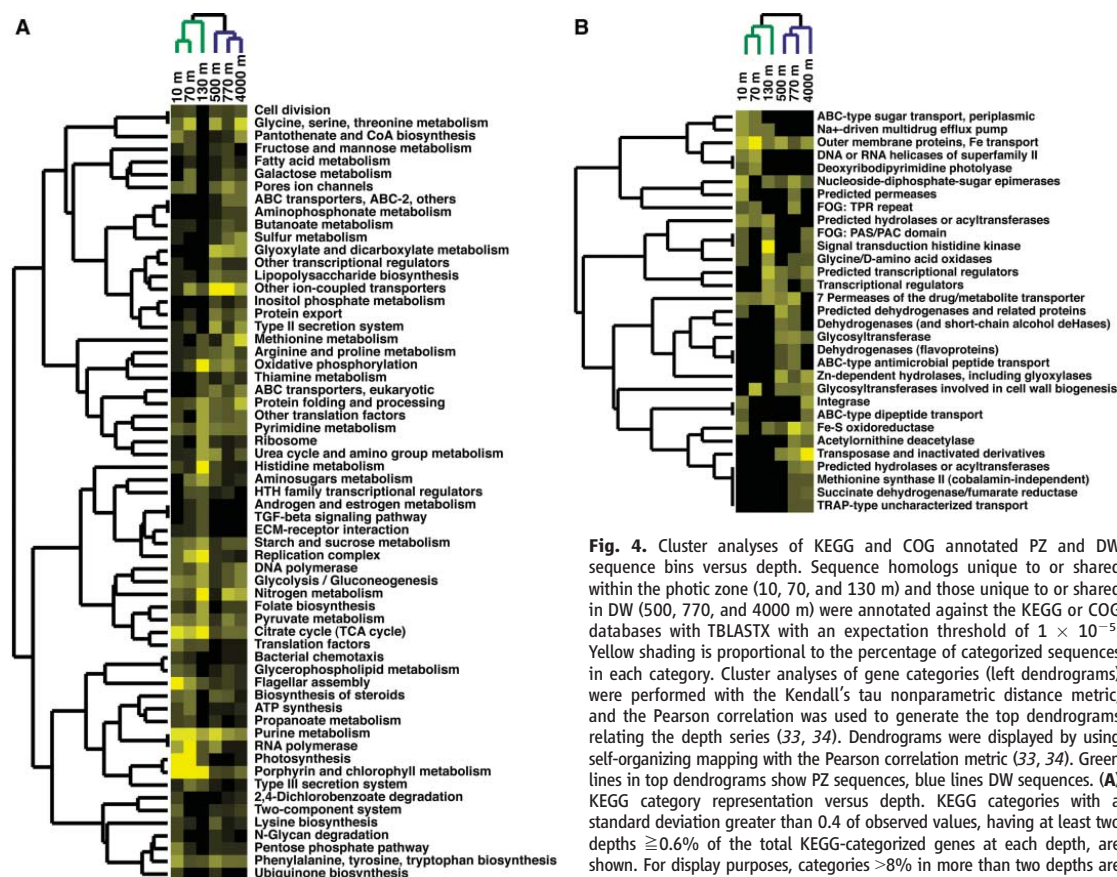 A
10 m
70 m
130 m
500 m
770 m
4000 m
Cell division
Glycine, serine, threonine metabolism
Pantothenate and CoA biosynthesis
Fructose and mannose metabolism
Fatty acid metabolism
Galactose metabolism
Pores ion channels
ABC transporters, ABC-2, others
Aminophosphonate metabolism
Butanoate metabolism
Sulfur metabolism
Glyoxylate and dicarboxylate metabolism
Other transcriptional regulators
Lipopolysaccharide biosynthesis
Other ion-coupled transporters
Inositol phosphate metabolism
Protein export
Type II secretion system
Methionine metabolism
Arginine and proline metabolism
Oxidative phosphorylation
Thiamine metabolism
ABC transporters, eukaryotic
Protein folding and processing
Other translation factors
Pyrimidine metabolism
Ribosome
Urea cycle and amino group metabolism
Histidine metabolism
Aminosugars metabolism
HTH family transcriptional regulators
Androgen and estrogen metabolism
TGF-beta signaling pathway
ECM-receptor interaction
Starch and sucrose metabolism
Replication complex
DNA polymerase
Glycolysis / Gluconeogenesis
Nitrogen metabolism
Folate biosynthesis
Pyruvate metabolism
Citrate cycle (TCA cycle)
Translation factors
Bacterial chemotaxis
Glycerophospholipid metabolism
Flagellar assembly
Biosynthesis of steroids
ATP synthesis
Propanoate metabolism
Purine metabolism
RNA polymerase
Photosynthesis
Porphyrin and chlorophyll metabolism
Type III secretion system
2,4-Dichlorobenzoate degradation
Two-component system
Lysine biosynthesis
N-Glycan degradation
Pentose phosphate pathway
Phenylalanine, tyrosine, tryptophan biosynthesis
Ubiquinone biosynthesis
B
10 m
70 m
130 m
500 m
770 m
4000 m
ABC-type sugar transport, periplasmic
Na+-driven multidrug efflux pump
Outer membrane proteins, Fe transport
DNA or RNA helicases of superfamily II
Deoxyribodipyrimidine photolyase
Nucleoside-diphosphate-sugar epimerases
Predicted permeases
FOG: TPR repeat
Predicted hydrolases or acyltransferases
FOG: PAS/PAC domain
Signal transduction histidine kinase
Glycine/D-amino acid oxidases
Predicted transcriptional regulators
Transcriptional regulators
7 Permeases of the drug/metabolite transporter
Predicted dehydrogenases and related proteins
Dehydrogenases (and short-chain alcohol deHases)
Glycosyltransferase
Dehydrogenases (flavoproteins)
ABC-type antimicrobial peptide transport
Zn-dependent hydrolases, including glyoxylases
Glycosyltransferases involved in cell wall biogenesis
Integrase
ABC-type dipeptide transport
Fe-S oxidoreductase
Acetylornithine deacetylase
Transposase and inactivated derivatives
Predicted hydrolases or acyltransferases
Methionine synthase II (cobalamin-independent)
Succinate dehydrogenase/fumarate reductase
TRAP-type uncharacterized transport
Fig. 4. Cluster analyses of KEGG and COG annotated PZ and DW
sequence bins versus depth. Sequence homologs unique to or shared
within the photic zone (10, 70, and 130 m) and those unique to or shared
in DW (500, 770, and 4000 m) were annotated against the KEGG or COG
databases with TBLASTX with an expectation threshold of 1 × 10−5
Yellow shading is proportional to the percentage of categorized sequences
in each category. Cluster analyses of gene categories (left dendrograms)
were performed with the Kendall's tau nonparametric distance metric,
and the Pearson correlation was used to generate the top dendrograms
relating the depth series (33, 34). Dendrograms were displayed by using
self-organizing mapping with the Pearson correlation metric (33, 34). Green
lines in top dendrograms show PZ sequences, blue lines DW sequences. (A)
KEGG category representation versus depth. KEGG categories with a
standard deviation greater than 0.4 of observed values, having at least two
depths ≧0.6% of the total KEGG-categorized genes at each depth, are
shown. For display purposes, categories >8% in more than two depths are